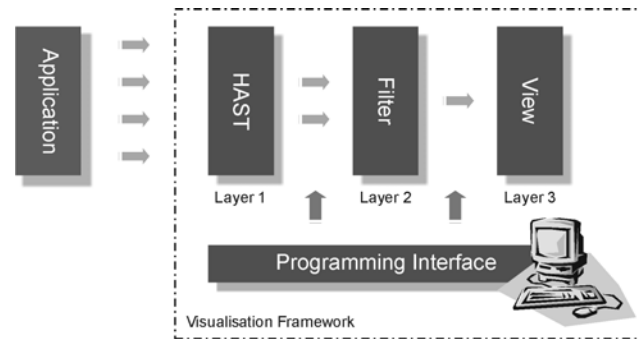 Application
HAST
Filter
View
Layer 1
Layer 2
Layer 3
Programming Interface
Visualisation Framework